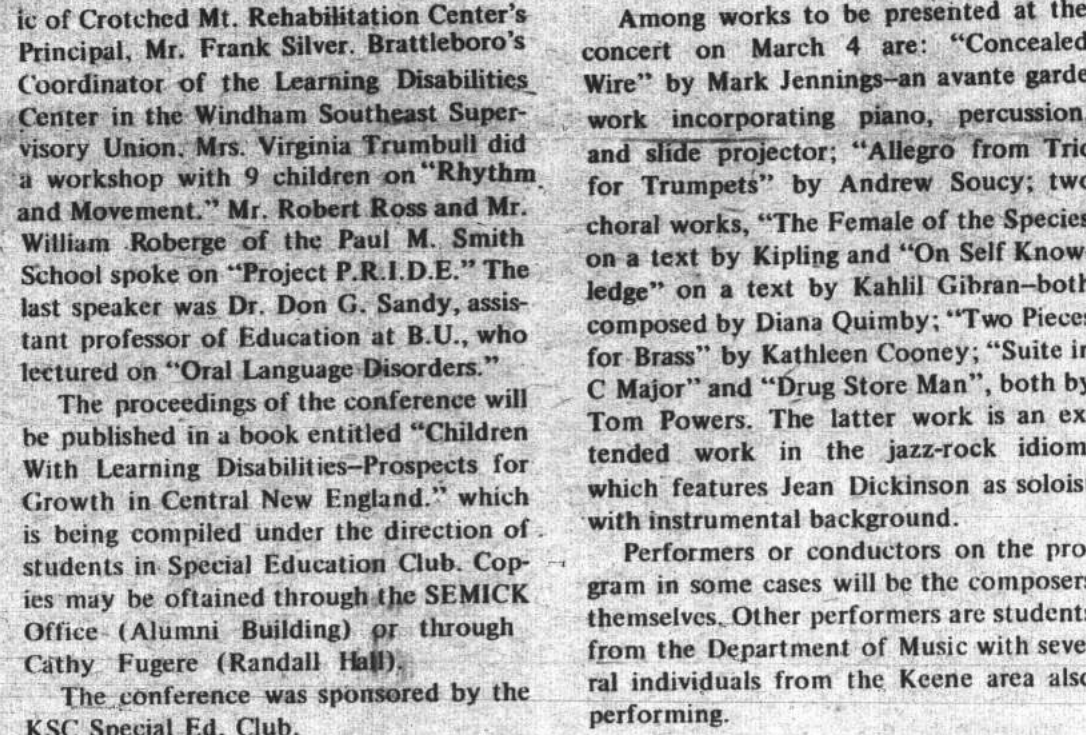 ic of Crotched Mt. Rehabilitation Center's
Principal, Mr. Frank Silver. Brattleboro's
Coordinator of the Learning Disabilities
Center in the Windham Southeast Super-
visory Union. Mrs. Virginia Trumbull did
a workshop with 9 children on "Rhythm
and Movement." Mr. Robert Ross and Mr.
William Roberge of the Paul M. Smith
School spoke on "Project P.R.I.D.E." The
last speaker was Dr. Don G. Sandy, assis-
tant professor of Education at B.U., who
lectured on "Oral Language Disorders."
The proceedings of the conference will
be published in a book entitled "Children
With Learning Disabilities—Prospects for
Growth in Central New England." which
is being compiled under the direction of
students in Special Education Club. Cop-
ies may be oftained through the SEMICK
Office (Alumni Building) or through
Cathy Fugere (Randall Hall).
The conference was sponsored by the
KSC Special Ed. Club.
Among works to be presented at the
concert on March 4 are: "Concealed
Wire" by Mark Jennings—an avante garde
work incorporating piano, percussion
and slide projector; "Allegro from Trio
for Trumpets" by Andrew Soucy; two
choral works, "The Female of the Species
on a text by Kipling and "On Self Know-
ledge" on a text by Kahlil Gibran—both
composed by Diana Quimby; "Two Pieces
for Brass" by Kathleen Cooney; "Suite in
C Major" and "Drug Store Man", both by
Tom Powers. The latter work is an ex
tended work in the jazz-rock idiom
which features Jean Dickinson as soloist
with instrumental background.
Performers or conductors on the pro
gram in some cases will be the composers
themselves. Other performers are students
from the Department of Music with seve
ral individuals from the Keene area also
performing.